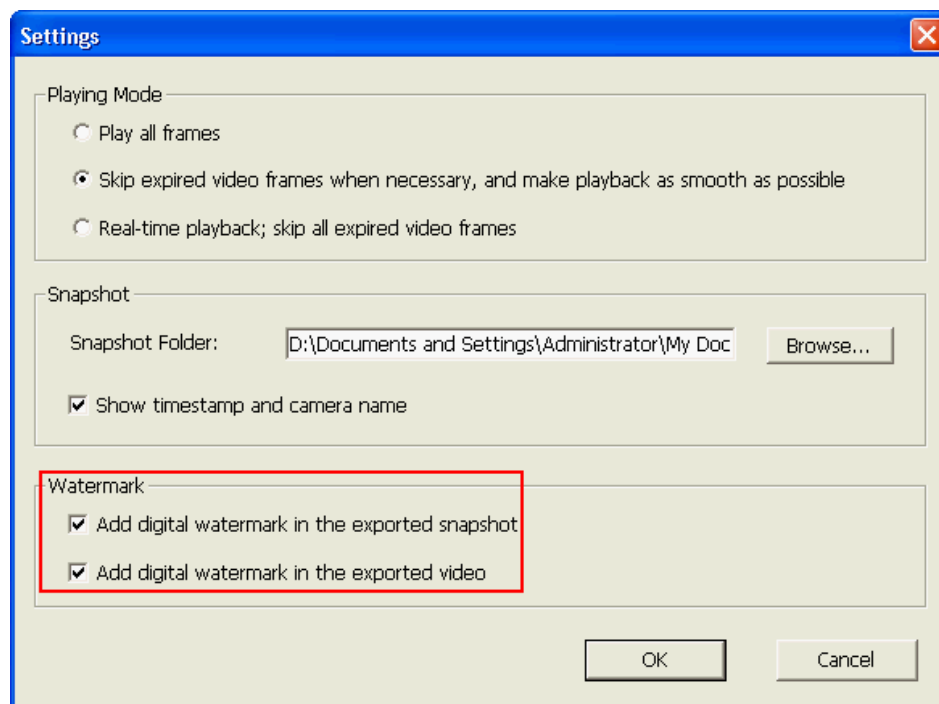 Settings
Playing Mode
Play all frames
Skip expired video frames when necessary, and make playback as smooth as possible
Real-time playback; skip all expired video frames
Snapshot
Snapshot Folder: D:\Documents and Settings\Administrator\My Doc Browse...
Show timestamp and camera name
Watermark
Add digital watermark in the exported snapshot
Add digital watermark in the exported video
OK Cancel